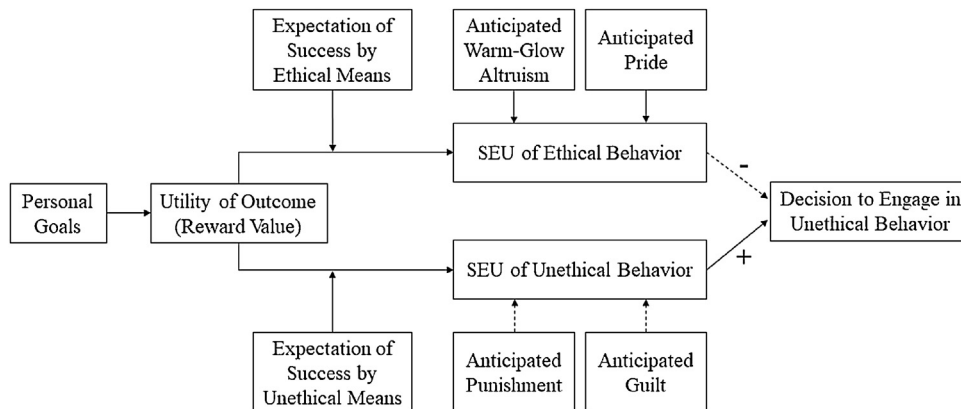 Expectation of
Success by
Ethical Means
Anticipated
Warm-Glow
Altruism
Anticipated
Pride
SEU of Ethical Behavior
-
Personal
Goals
Utility of Outcome
(Reward Value)
Decision to Engage in
Unethical Behavior
SEU of Unethical Behavior
+
Expectation of
Success by
Unethical Means
Anticipated
Punishment
Anticipated
Guilt